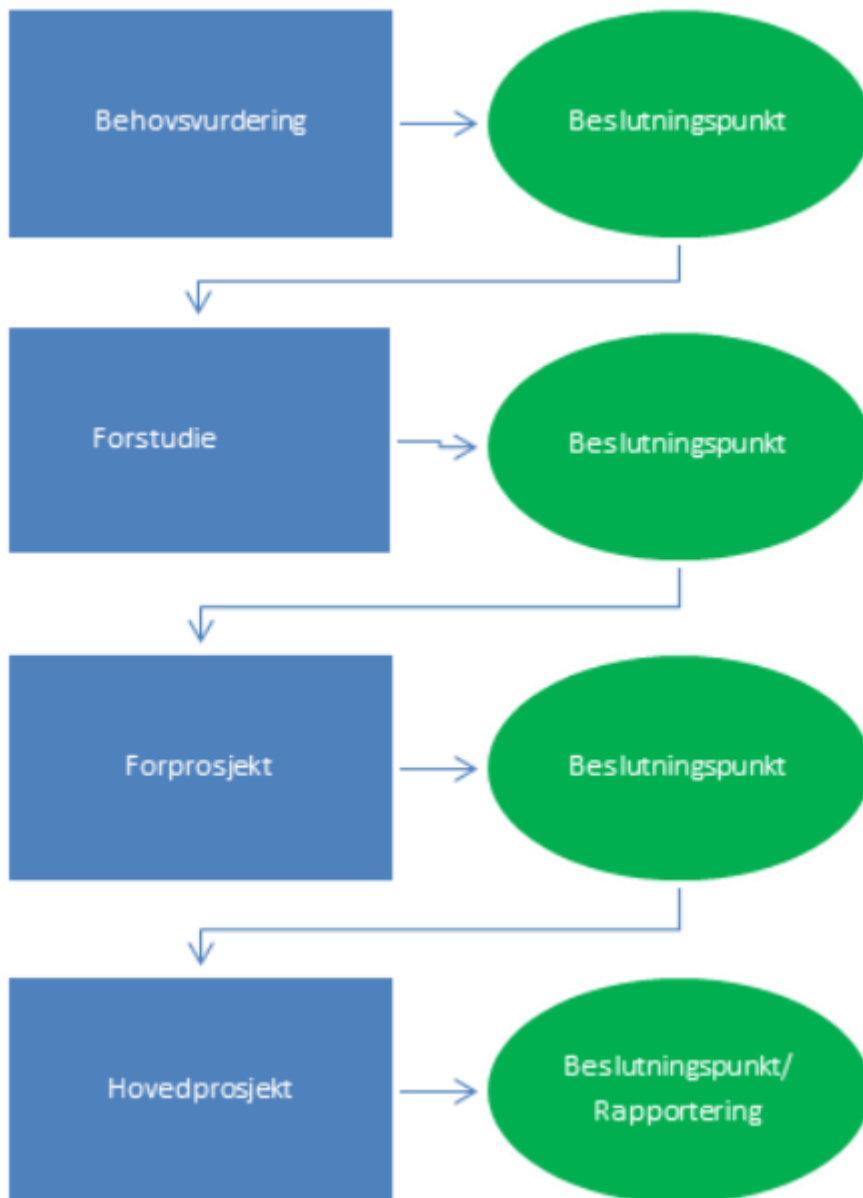 Behovsvurdering
Beslutningspunkt
Forstudie
Beslutningspunkt
Forprosjekt
Beslutningspunkt
Hovedprosjekt
Beslutningspunkt/
Rapportering